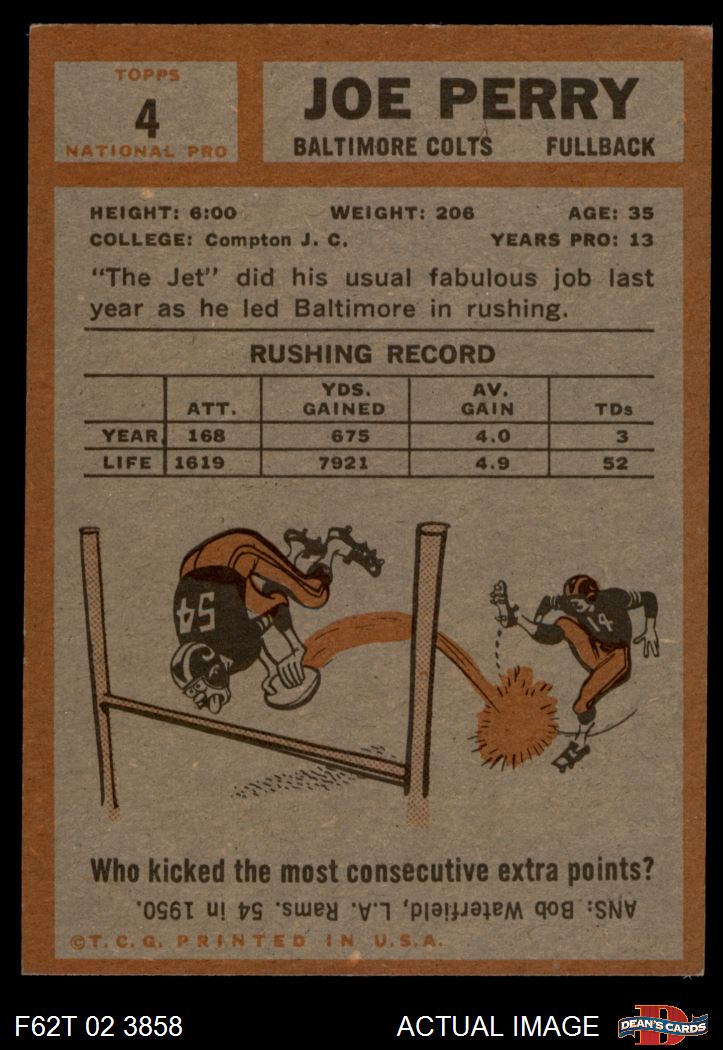 TOPPS
4
NATIONAL PRO
JOE PERRY
BALTIMORE COLTS FULLBACK
HEIGHT: 6:00 WEIGHT: 206 AGE: 35
COLLEGE: Compton J. C. YEARS PRO: 13
"The Jet" did his usual fabulous job last
year as he led Baltimore in rushing.
RUSHING RECORD
ATT. YDS. GAINED AV. GAIN TDs
YEAR 168 675 4.0 3
LIFE 1619 7921 4.9 52
54
14
Who kicked the most consecutive extra points?
ANS: Bob Waterfield, L.A. Rams. 54 in 1950.
©T.C.G. PRINTED IN U.S.A.
F62T 02 3858 ACTUAL IMAGE
D
DEAN'S CARDS